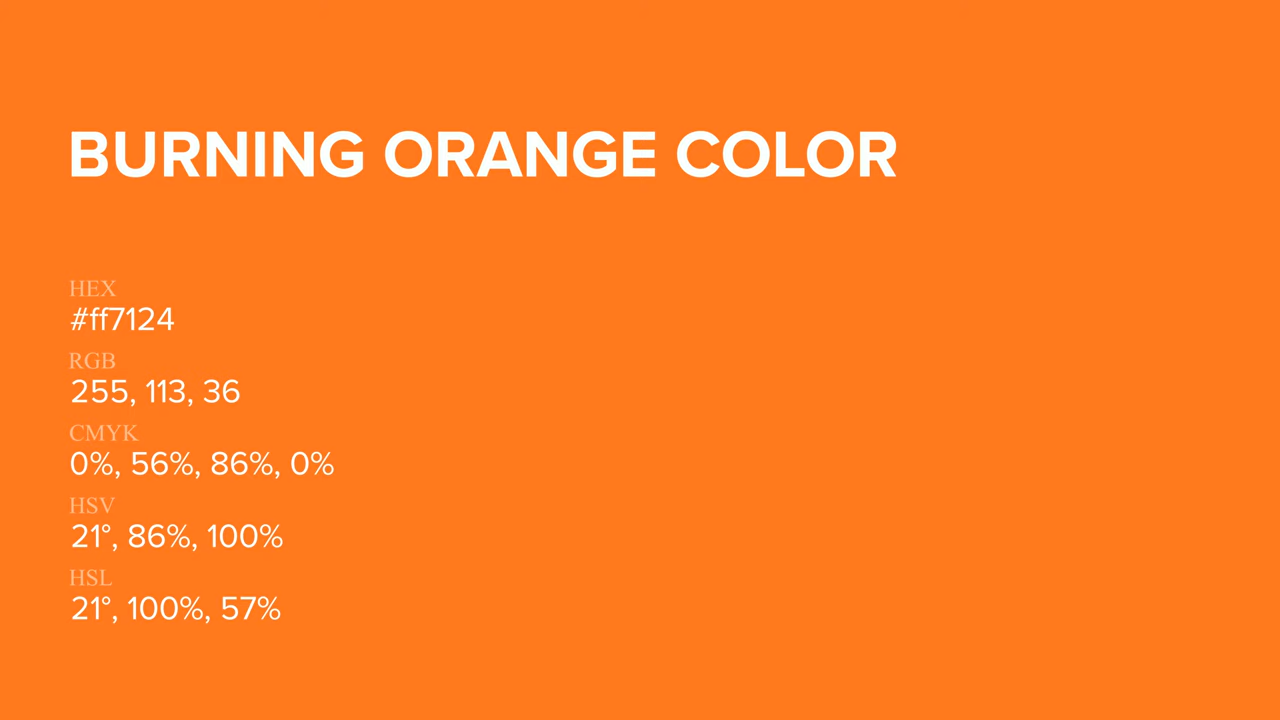 BURNING ORANGE COLOR
HEX
#ff7124
RGB
255, 113, 36
CMYK
0%, 56%, 86%, 0%
HSV
21°, 86%, 100%
HSL
21°, 100%, 57%